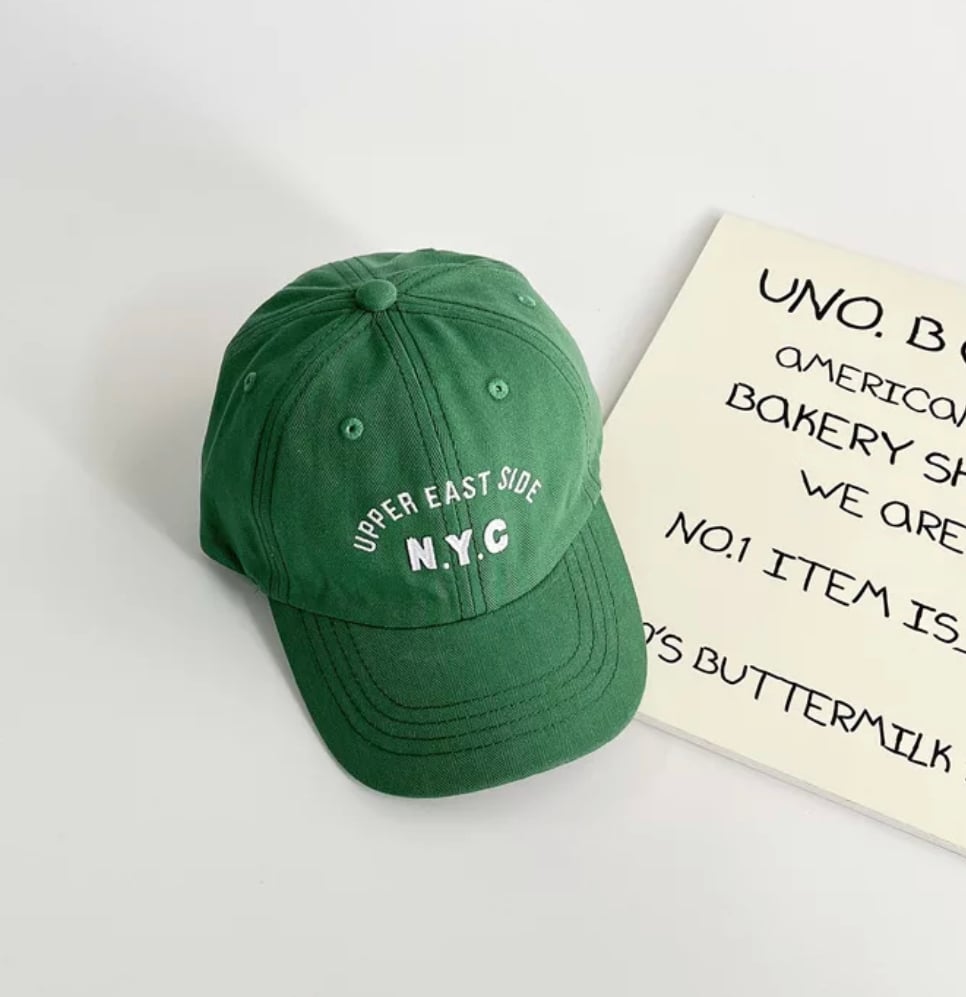 UPPER EAST SIDE
N.Y.C
UNO. B
AMERICAN
BAKERY SH
WE ARE
NO.1 ITEM IS
O'S BUTTERMILK